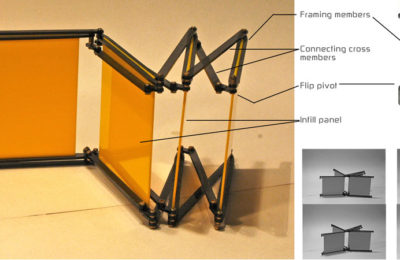 Framing members
Connecting cross
members
Flip pivot
Infill panel